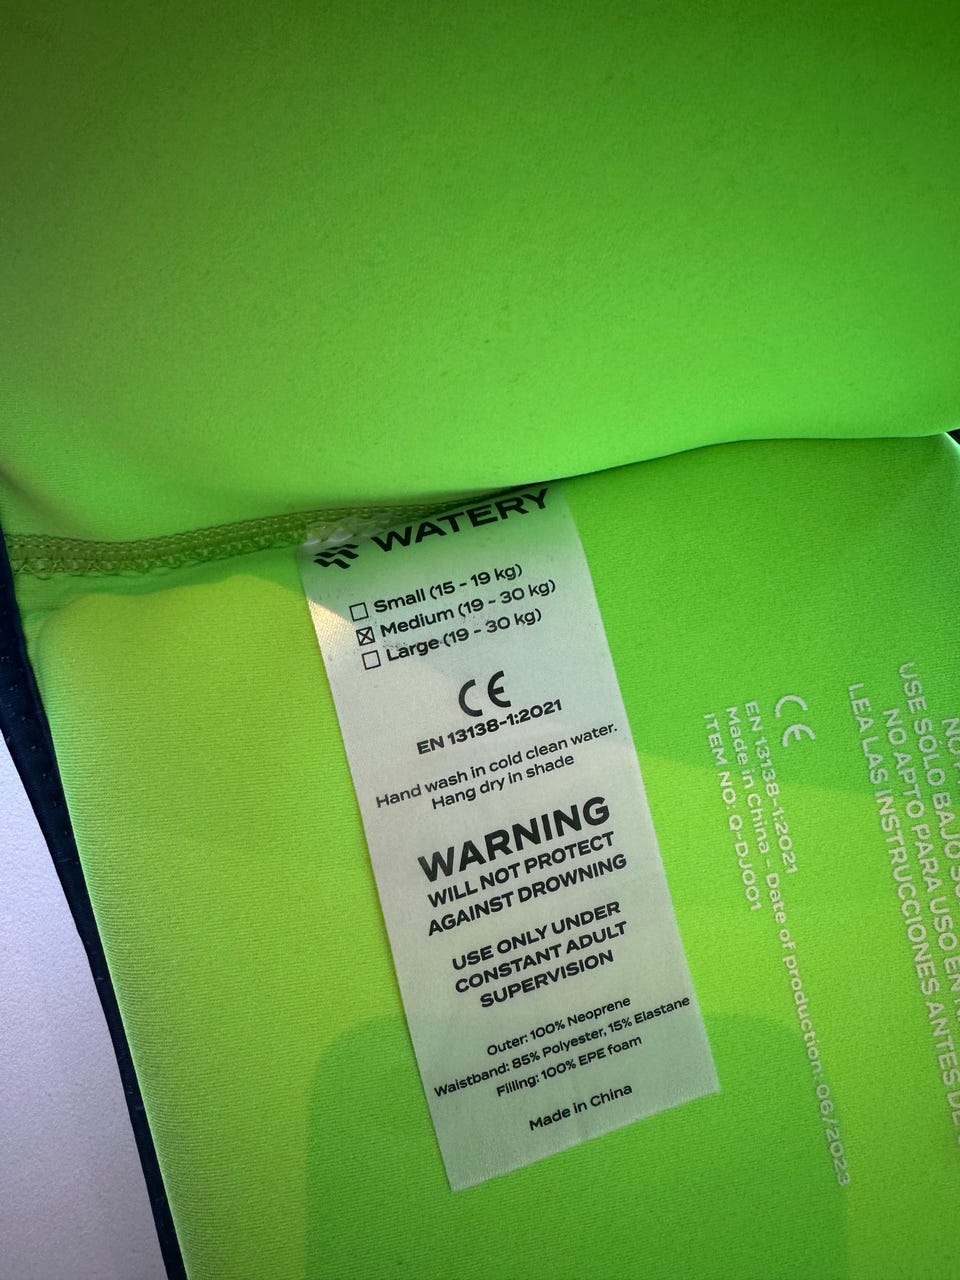 WATERY
☐ Small (15 - 19 kg)
☒ Medium (19 - 30 kg)
☐ Large (19 - 30 kg)
CE
EN 13138-1:2021
Hand wash in cold clean water.
Hang dry in shade
WARNING
WILL NOT PROTECT
AGAINST DROWNING
USE ONLY UNDER
CONSTANT ADULT
SUPERVISION
Outer: 100% Neoprene
Waistband: 85% Polyester, 15% Elastane
Filling: 100% EPE foam
Made in China
USE SOLO BAJO
NO APTO PARA USO EN
LEA LAS INSTRUCCIONES ANTES DE
CE
EN 13138-1:2021
Made in China - Date of production: 06/2023
ITEM NO: Q-DJ001